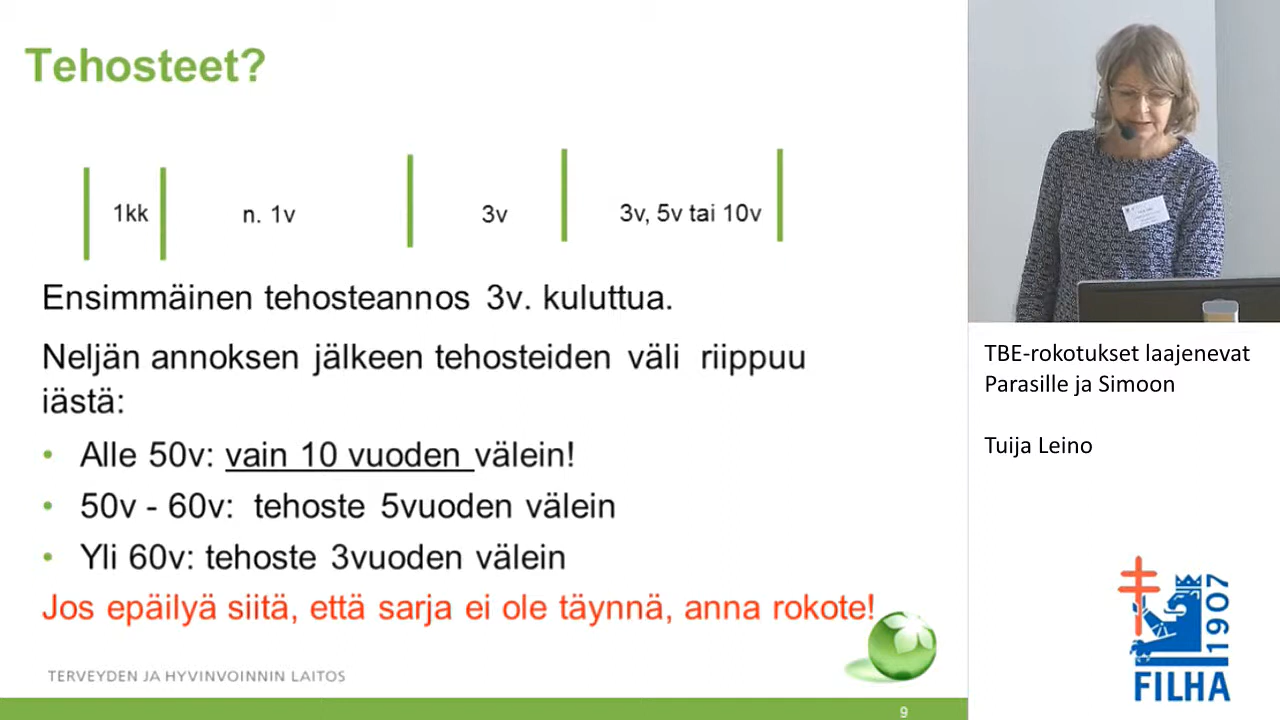 Tehosteet?
1kk
n. 1v
3v
3v, 5v tai 10v
Ensimmäinen tehosteannos 3v. kuluttua.
Neljän annoksen jälkeen tehosteiden väli riippuu
iästä:
• Alle 50v: vain 10 vuoden välein!
• 50v - 60v: tehoste 5vuoden välein
• Yli 60v: tehoste 3vuoden välein
Jos epäilyä siitä, että sarja ei ole täynnä, anna rokote!
TERVEYDEN JA HYVINVOINNIN LAITOS
9
TBE-rokotukset laajenevat
Parasille ja Simoon
Tuija Leino
1907
FILHA